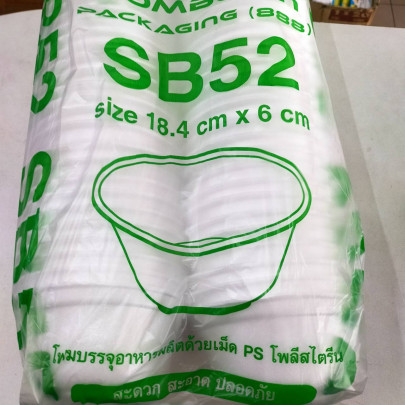 PACKAGING (888)
SB52
size 18.4 cm x 6 cm
โฟมบรรจุอาหารผลิตด้วยเม็ด PS โพลีสไตรีน
สะดวก สะอาด ปลอดภัย